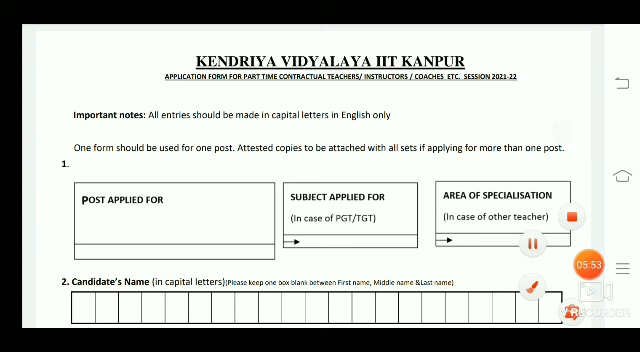 KENDRIYA VIDYALAYA IIT KANPUR
APPLICATION FORM FOR PART TIME CONTRACTUAL TEACHERS/ INSTRUCTORS / COACHES ETC. SESSION 2021-22
Important notes: All entries should be made in capital letters in English only
One form should be used for one post. Attested copies to be attached with all sets if applying for more than one post.
1.
POST APPLIED FOR
SUBJECT APPLIED FOR
(In case of PGT/TGT)
AREA OF SPECIALISATION
(In case of other teacher)
05:53
2. Candidate's Name (in capital letters)(Please keep one box blank between First name, Middle name &Last name)